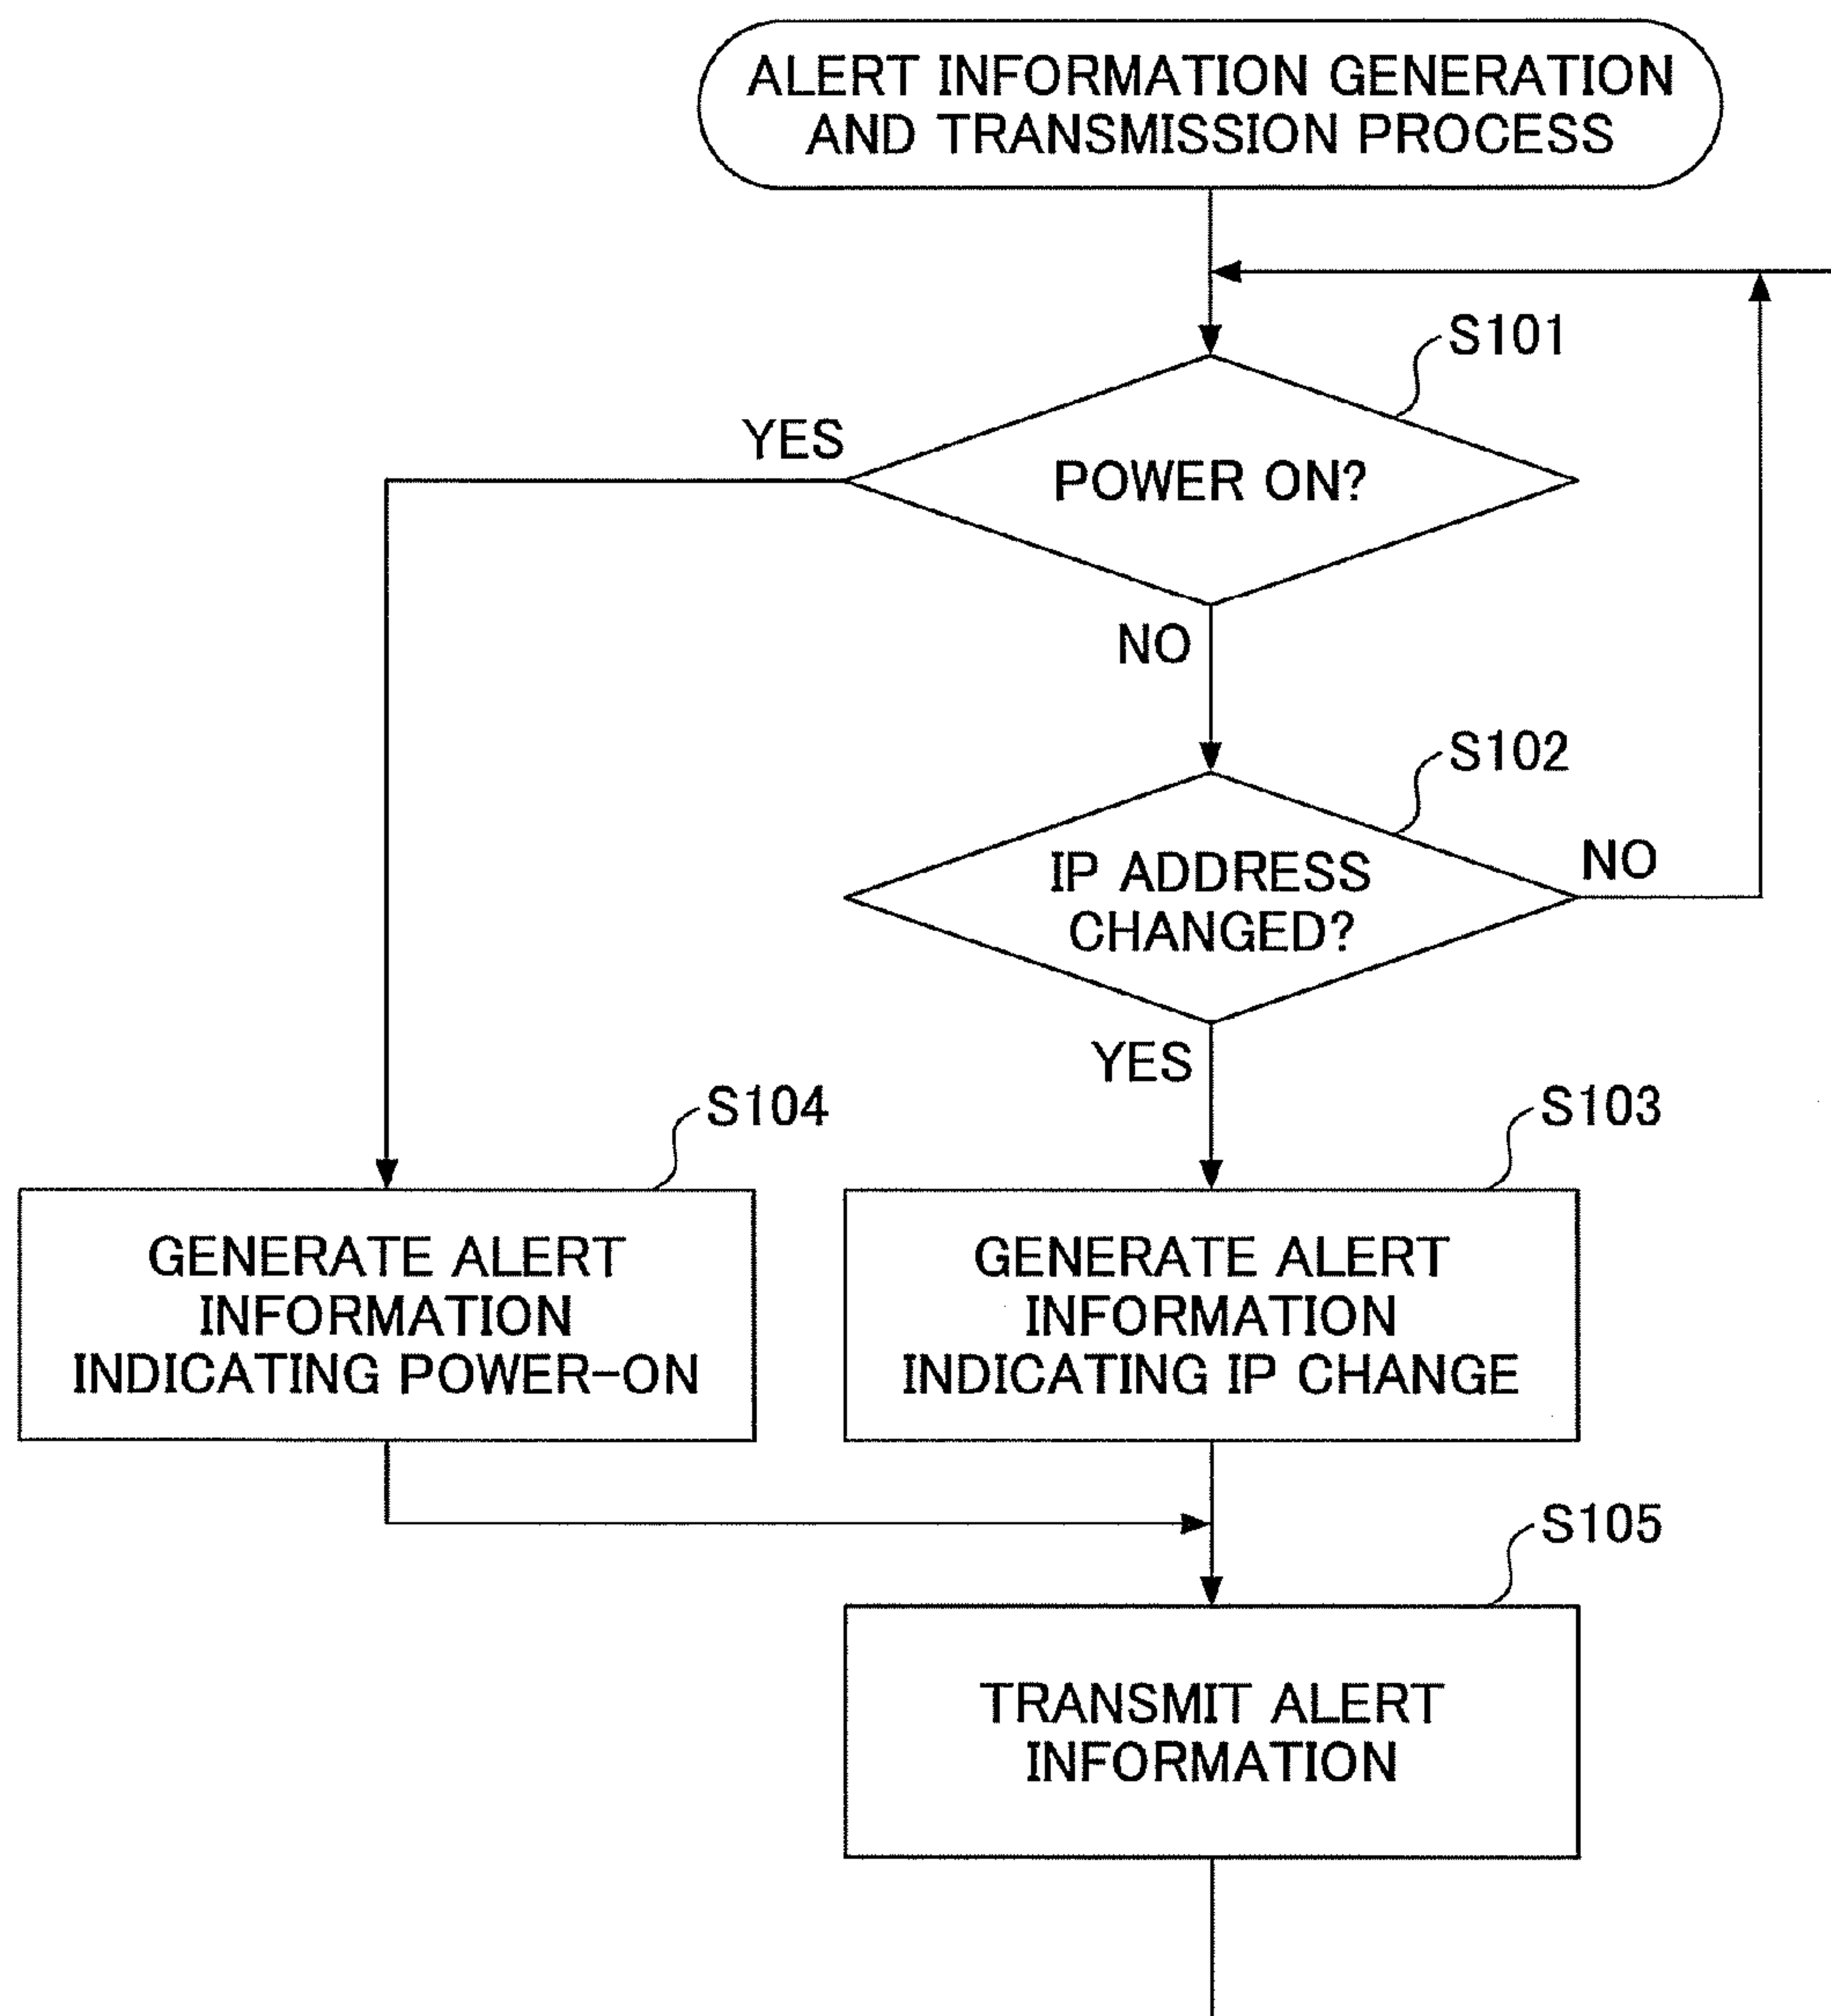 ALERT INFORMATION GENERATION
AND TRANSMISSION PROCESS
S101
YES
POWER ON?
NO
S102
IP ADDRESS
CHANGED?
NO
YES
S104
S103
GENERATE ALERT
INFORMATION
INDICATING POWER-ON
GENERATE ALERT
INFORMATION
INDICATING IP CHANGE
S105
TRANSMIT ALERT
INFORMATION